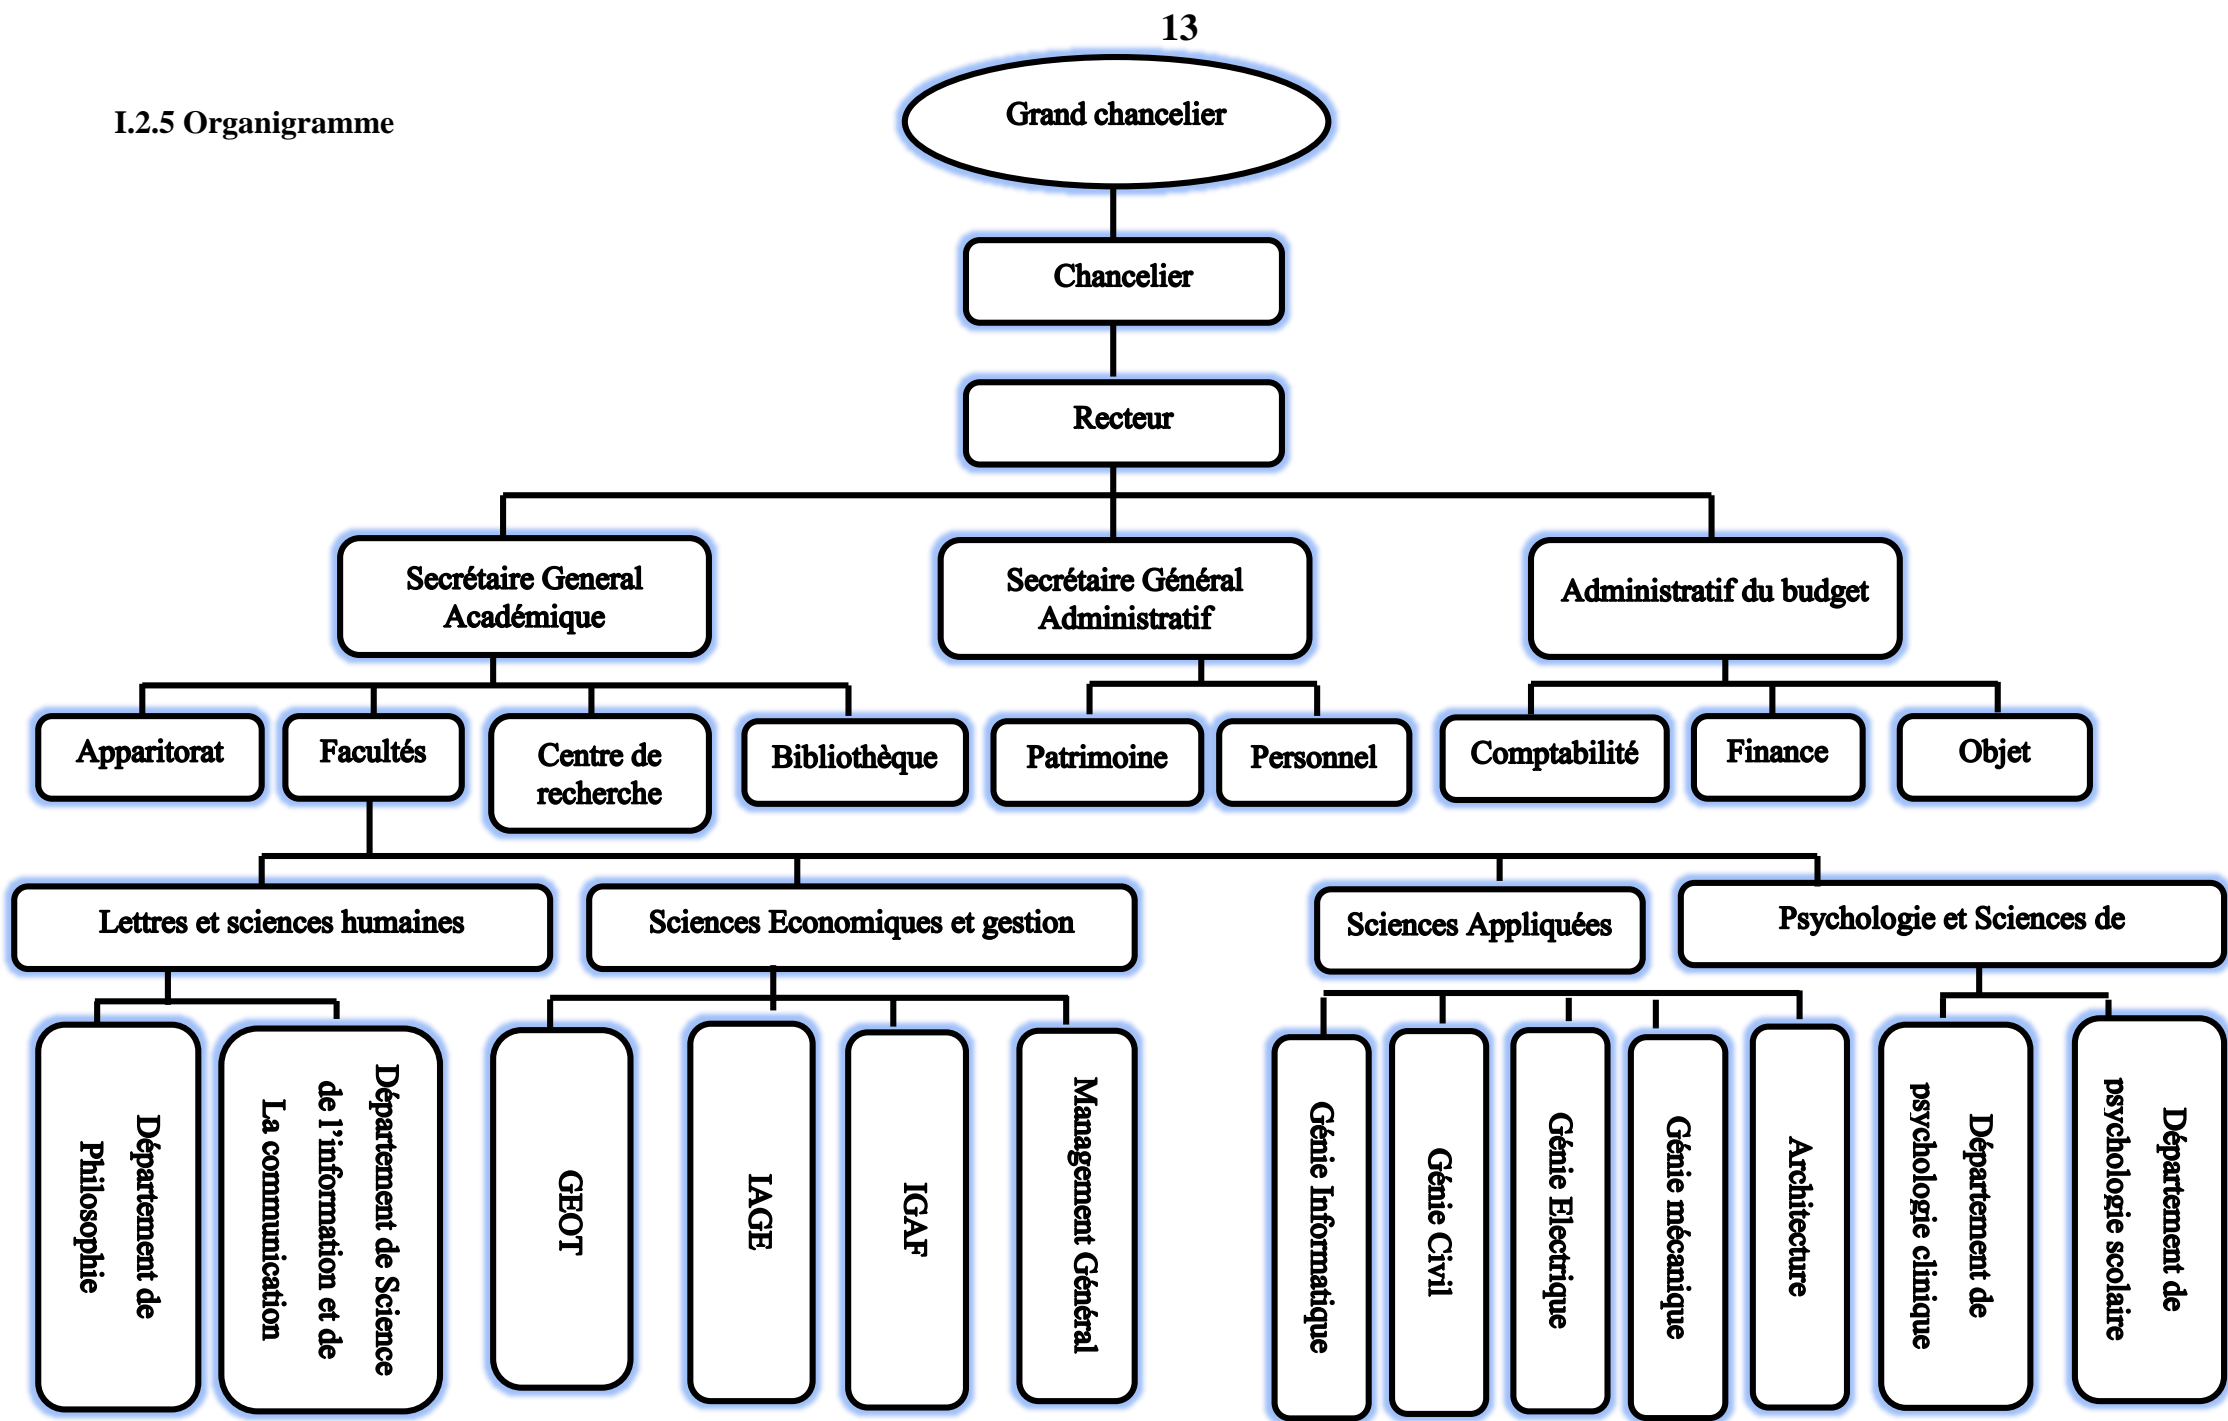 13
I.2.5 Organigramme
Grand chancelier
Chancelier
Recteur
Secrétaire General
Académique
Secrétaire Général
Administratif
Administratif du budget
Apparitorat
Facultés
Centre de
recherche
Bibliothèque
Patrimoine
Personnel
Comptabilité
Finance
Objet
Lettres et sciences humaines
Sciences Economiques et gestion
Sciences Appliquées
Psychologie et Sciences de
Département de
Philosophie
Département de Science
de l’information et de
La communication
GEOT
IAGE
IGAF
Management Général
Génie Informatique
Génie Civil
Génie Electrique
Génie mécanique
Architecture
Département de
psychologie clinique
Département de
psychologie scolaire